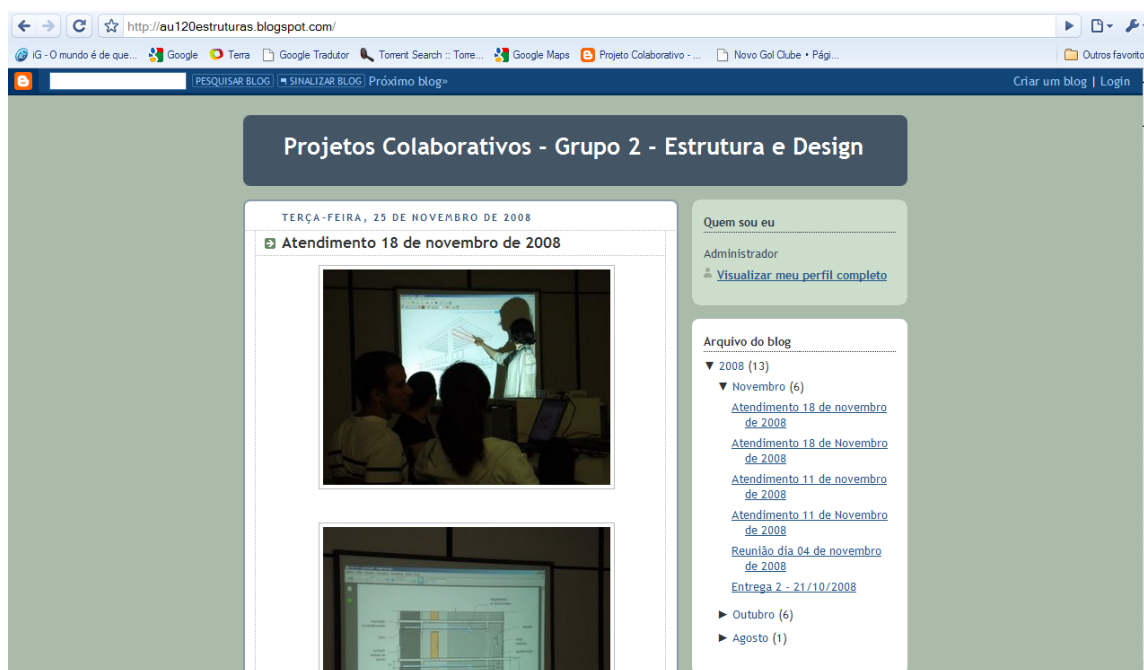 http://au120estruturas.blogspot.com/
iG - O mundo é de que... Google Terra Google Tradutor Torrent Search :: Torre... Google Maps Projeto Colaborativo - ... Novo Gol Clube • Pági... Outros favorito
PESQUISAR BLOG SINALIZAR BLOG Próximo blog» Criar um blog | Login
Projetos Colaborativos - Grupo 2 - Estrutura e Design
TERÇA-FEIRA, 25 DE NOVEMBRO DE 2008
Atendimento 18 de novembro de 2008
Quem sou eu
Administrador
Visualizar meu perfil completo
Arquivo do blog
▼ 2008 (13)
▼ Novembro (6)
Atendimento 18 de novembro
de 2008
Atendimento 18 de Novembro
de 2008
Atendimento 11 de novembro
de 2008
Atendimento 11 de Novembro
de 2008
Reunião dia 04 de novembro
de 2008
Entrega 2 - 21/10/2008
► Outubro (6)
► Agosto (1)